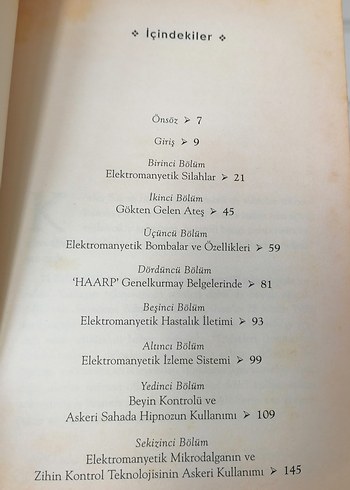 ❖ İçindekiler ❖
Önsöz ➢ 7
Giriş ➢ 9
Birinci Bölüm
Elektromanyetik Silahlar ➢ 21
İkinci Bölüm
Gökten Gelen Ateş ➢ 45
Üçüncü Bölüm
Elektromanyetik Bombalar ve Özellikleri ➢ 59
Dördüncü Bölüm
'HAARP' Genelkurmay Belgelerinde ➢ 81
Beşinci Bölüm
Elektromanyetik Hastalık İletimi ➢ 93
Altıncı Bölüm
Elektromanyetik İzleme Sistemi ➢ 99
Yedinci Bölüm
Beyin Kontrolü ve
Askeri Sahada Hipnozun Kullanımı ➢ 109
Sekizinci Bölüm
Elektromanyetik Mikrodalganın ve
Zihin Kontrol Teknolojisinin Askeri Kullanımı ➢ 145